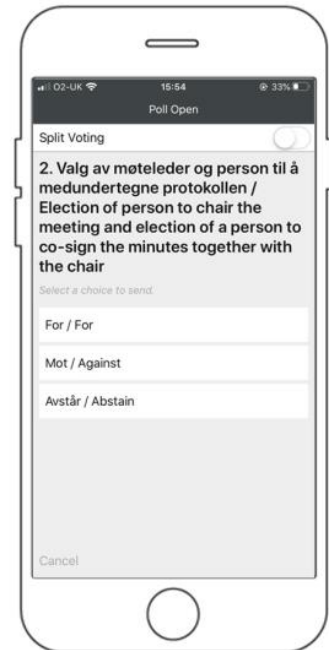 O2-UK 15:54 33%
Poll Open
Split Voting
2. Valg av møteleder og person til å
medundertegne protokollen /
Election of person to chair the
meeting and election of a person to
co-sign the minutes together with
the chair
Select a choice to send.
For / For
Mot / Against
Avstår / Abstain
Cancel